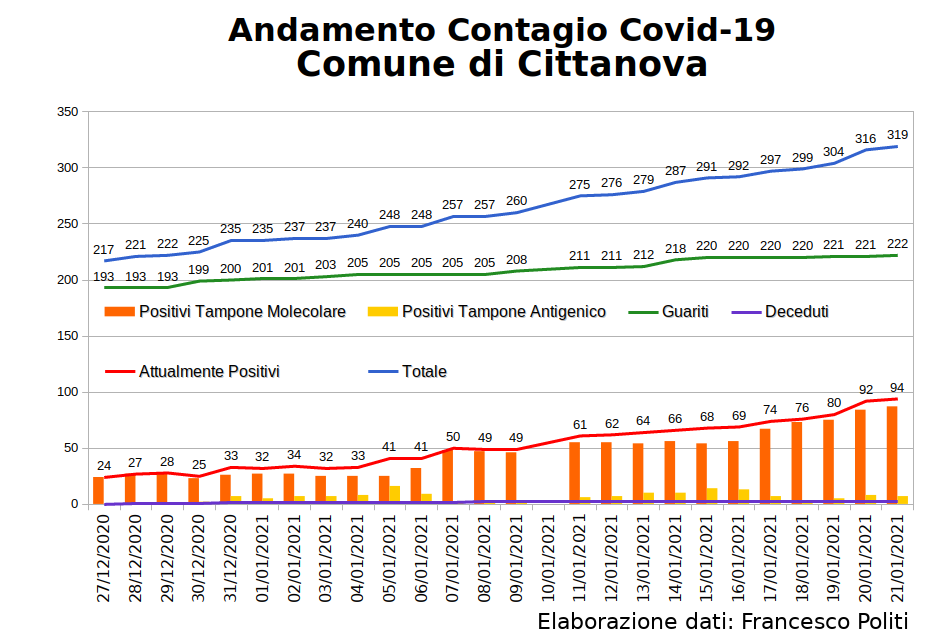 Andamento Contagio Covid-19
Comune di Cittanova
350
300
250
200
150
100
50
0
217 221 222 225 235 235 237 237 240 248 248 257 257 260 275 276 279 287 291 292 297 299 304 316 319
193 193 193 199 200 201 201 203 205 205 205 205 205 208 211 211 212 218 220 220 220 220 221 221 222
Positivi Tampone Molecolare Positivi Tampone Antigenico Guariti Deceduti
Attualmente Positivi Totale
24 27 28 25 33 32 34 32 33 41 41 50 49 49 61 62 64 66 68 69 74 76 80 92 94
27/12/2020 28/12/2020 29/12/2020 30/12/2020 31/12/2020 01/01/2021 02/01/2021 03/01/2021 04/01/2021 05/01/2021 06/01/2021 07/01/2021 08/01/2021 09/01/2021 10/01/2021 11/01/2021 12/01/2021 13/01/2021 14/01/2021 15/01/2021 16/01/2021 17/01/2021 18/01/2021 19/01/2021 20/01/2021 21/01/2021
Elaborazione dati: Francesco Politi